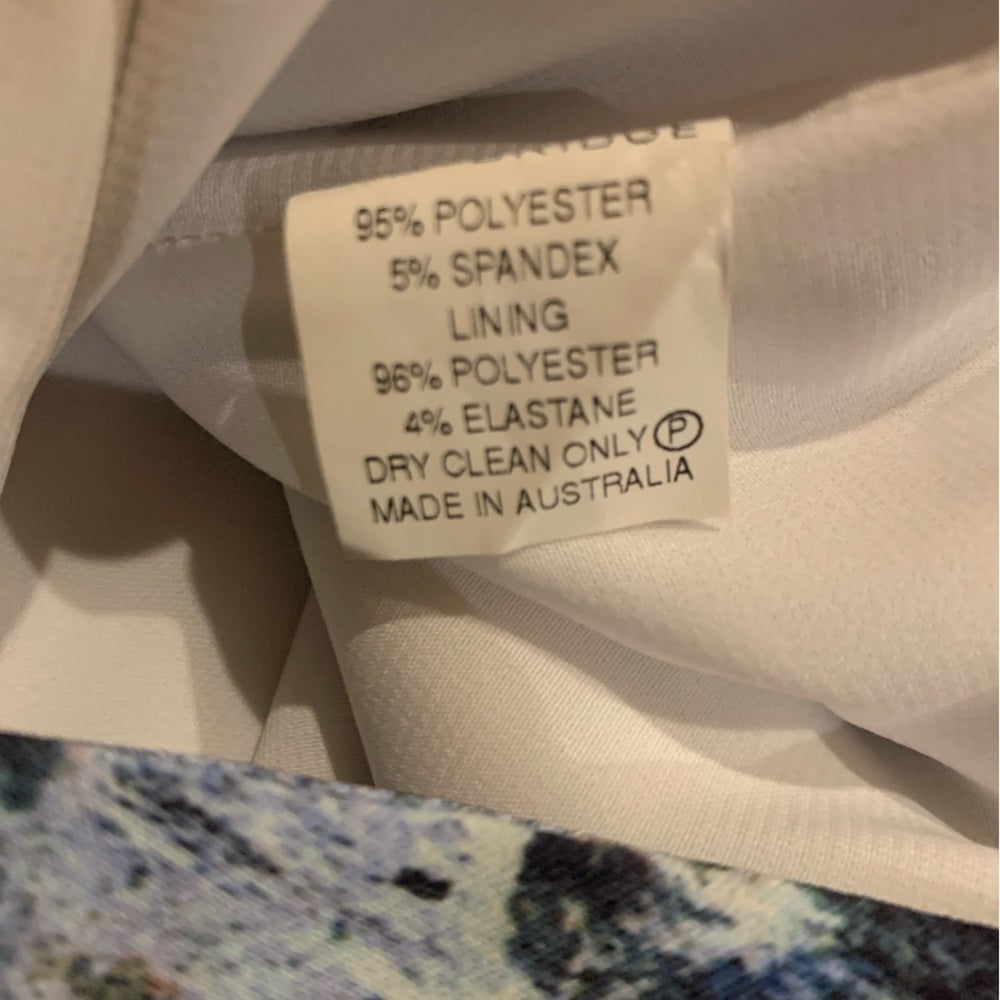 95% POLYESTER
5% SPANDEX
LINING
96% POLYESTER
4% ELASTANE
DRY CLEAN ONLY Ⓟ
MADE IN AUSTRALIA